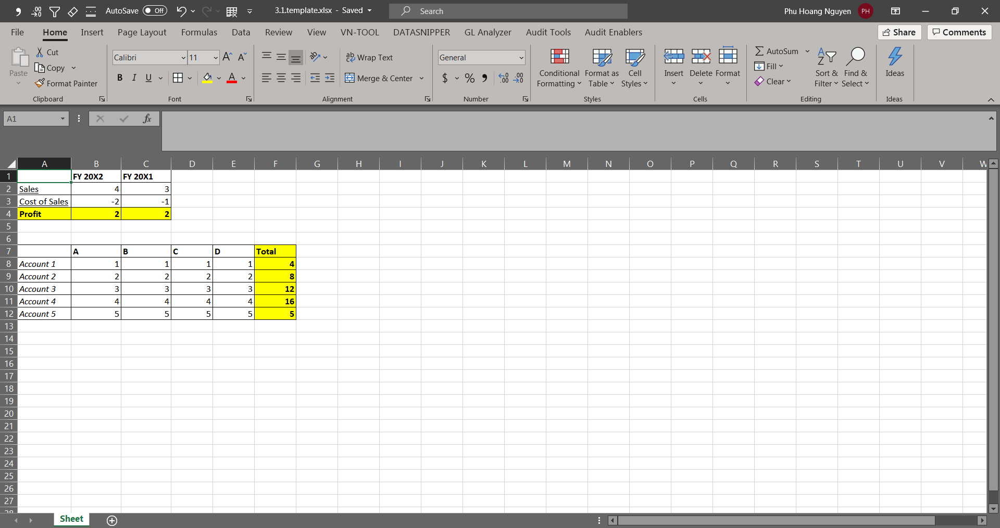 AutoSave Off 3.1.template.xlsx - Saved Search Phu Hoang Nguyen PH
File Home Insert Page Layout Formulas Data Review View VN-TOOL DATASNIPPER GL Analyzer Audit Tools Audit Enablers Share Comments
Paste Cut Copy Format Painter
Clipboard
Calibri 11
B I U A
Font
ab Wrap Text
Merge & Center
Alignment
General
$ % , .00 .00
Number
Conditional Formatting Format as Table Cell Styles
Styles
Insert Delete Format
Cells
AutoSum Fill Clear Sort & Filter Find & Select
Editing
Ideas
Ideas
A1 fx
A B C D E F G H I J K L M N O P Q R S T U V W
1 FY 20X2 FY 20X1
2 Sales 4 3
3 Cost of Sales -2 -1
4 Profit 2 2
5
6
7 A B C D Total
8 Account 1 1 1 1 1 4
9 Account 2 2 2 2 2 8
10 Account 3 3 3 3 3 12
11 Account 4 4 4 4 4 16
12 Account 5 5 5 5 5 5
13
14
15
16
17
18
19
20
21
22
23
24
25
26
27
28
Sheet